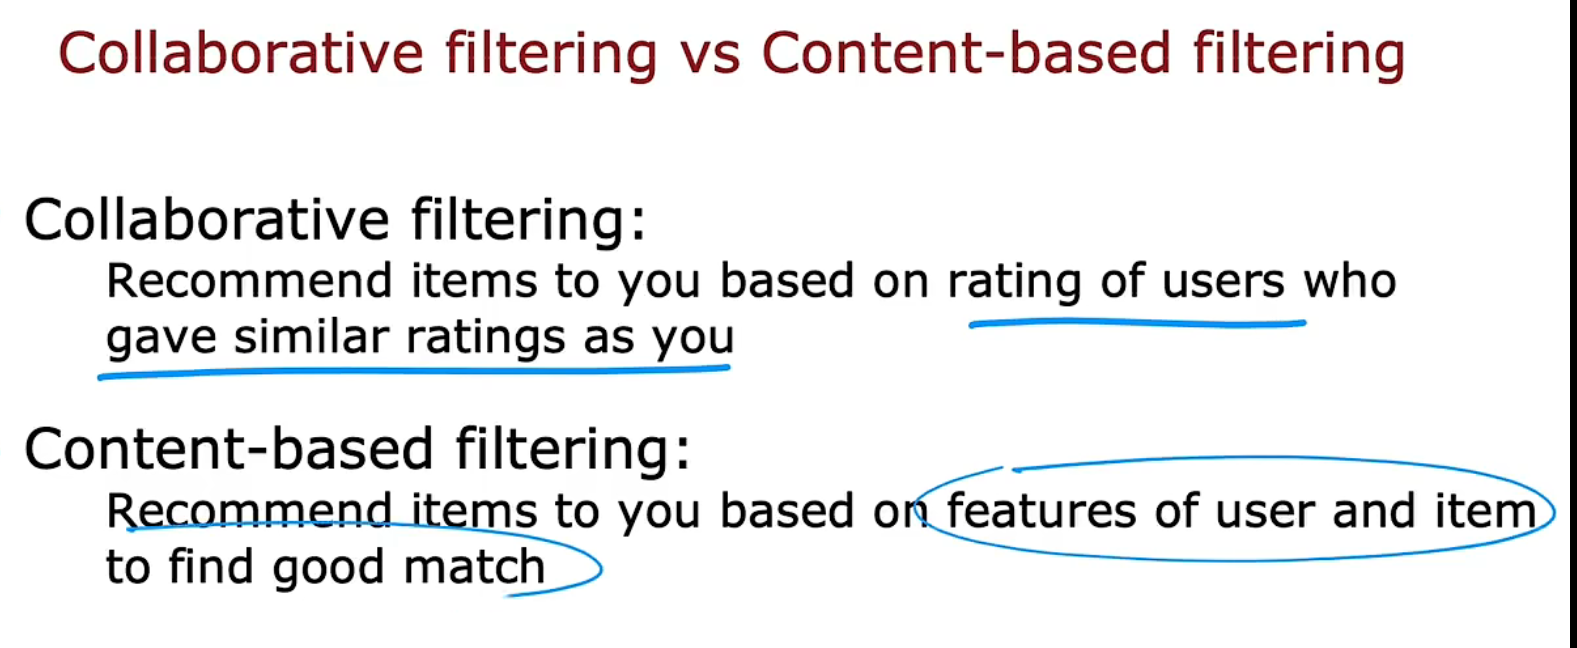 Collaborative filtering vs Content-based filtering
Collaborative filtering:
Recommend items to you based on rating of users who
gave similar ratings as you
Content-based filtering:
Recommend items to you based on features of user and item
to find good match